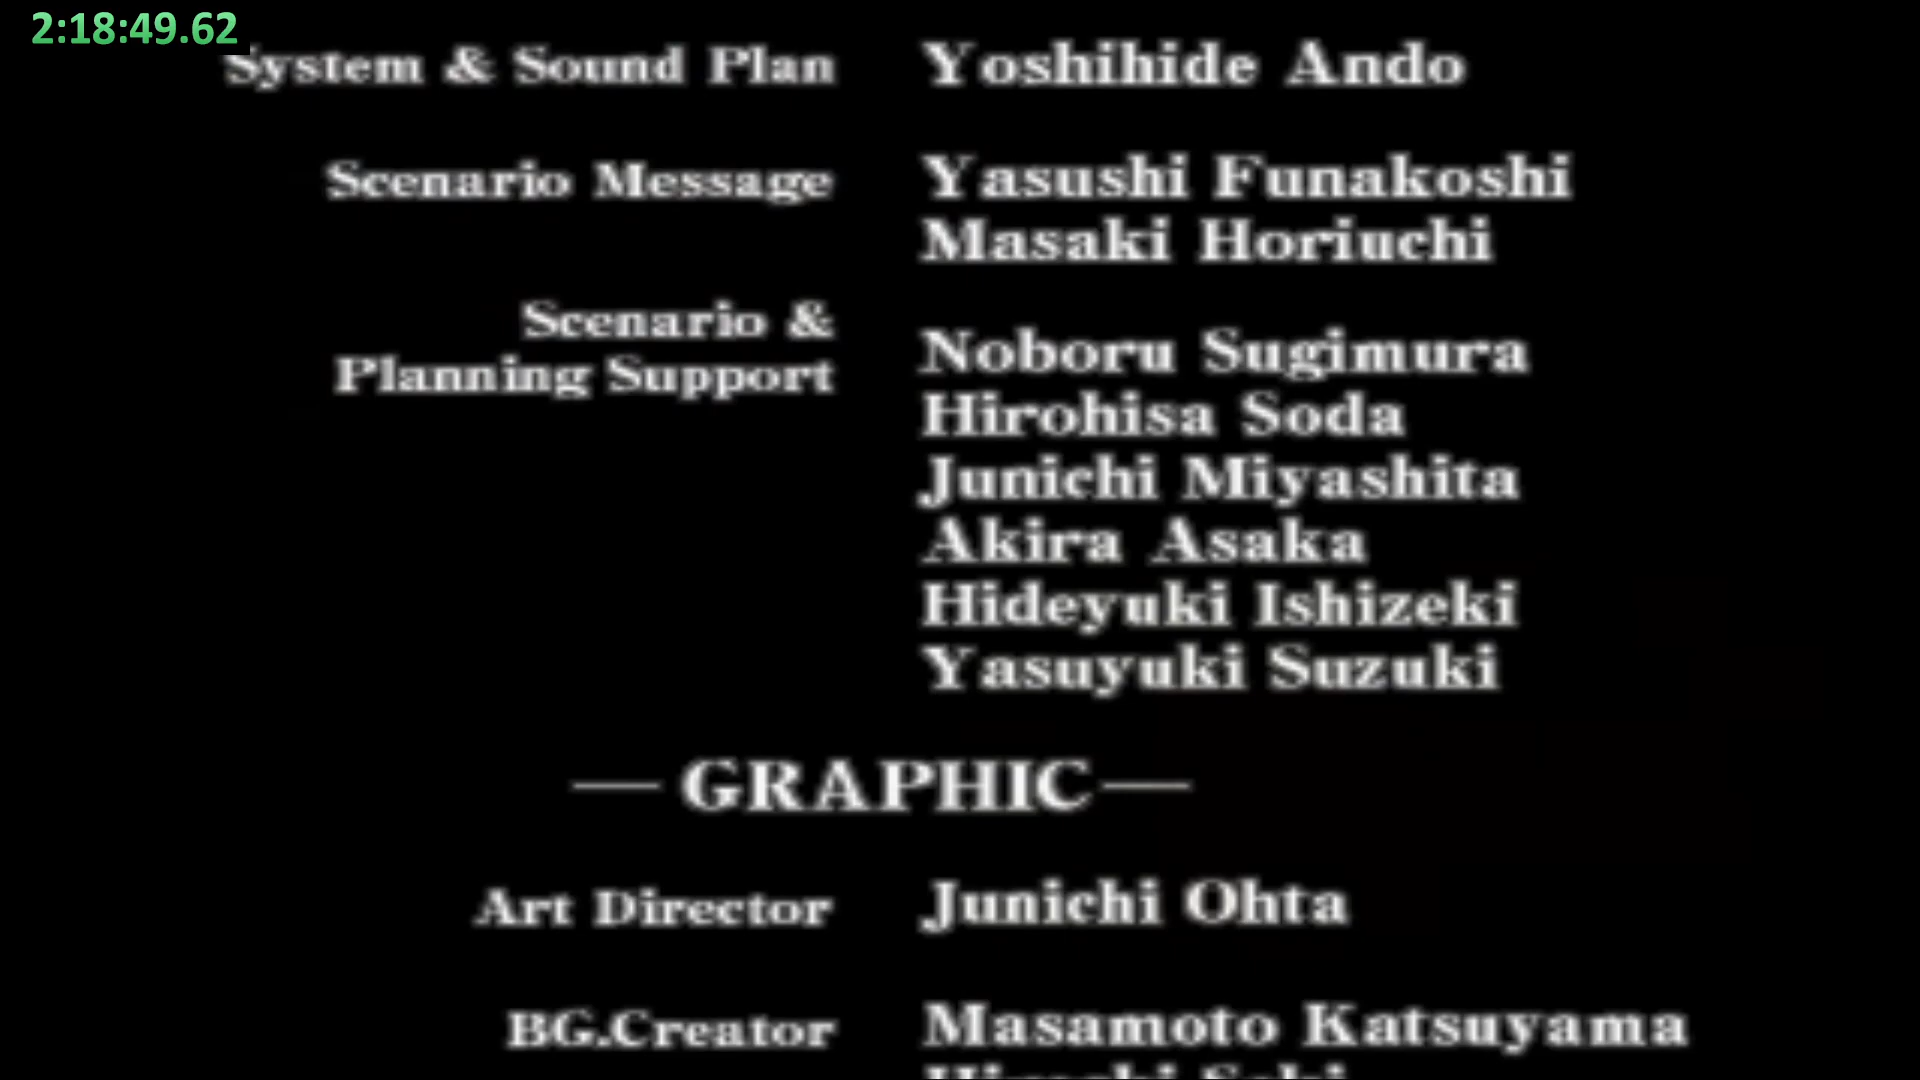 2:18:49.62
System & Sound Plan Yoshihide Ando
Scenario Message Yasushi Funakoshi
Masaki Horiuchi
Scenario &
Planning Support Noboru Sugimura
Hirohisa Soda
Junichi Miyashita
Akira Asaka
Hideyuki Ishizeki
Yasuyuki Suzuki
— GRAPHIC —
Art Director Junichi Ohta
BG.Creator Masamoto Katsuyama